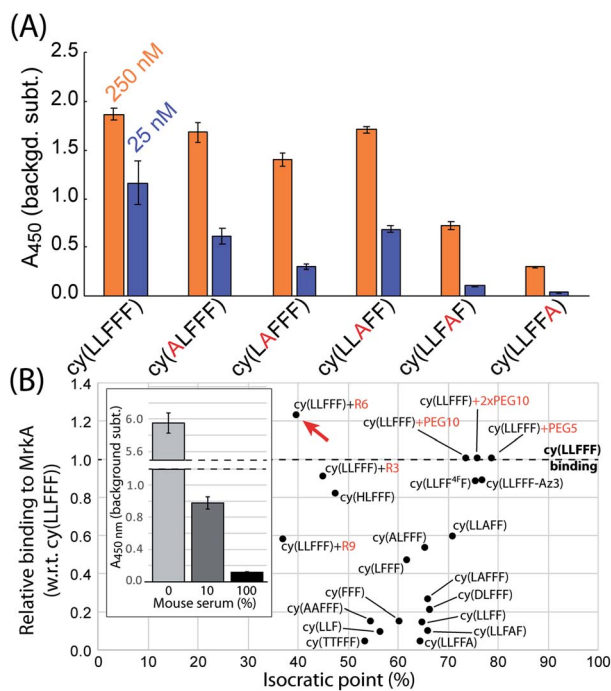 (A)
A450 (backgd. subt.)
2.5
2.0
1.5
1.0
0.5
0.0
250 nM
25 nM
cy(LLFFF)
cy(ALFFF)
cy(LAFFF)
cy(LLAFF)
cy(LLFAF)
cy(LLFFA)
(B)
Relative binding to MrkA
(w.r.t. cy(LLFFF))
1.4
1.2
1.0
0.8
0.6
0.4
0.2
0
A450 nm (background subt.)
6.0
5.0
1.2
0.8
0.4
0.0
0 10 100
Mouse serum (%)
cy(LLFFF)+R6
cy(LLFFF)+2xPEG10
cy(LLFFF)+PEG10
cy(LLFFF)+PEG5
cy(LLFFF)
binding
cy(LLFFF)+R3
cy(LLFF4FF)
cy(LLFFF-Az3)
cy(HLFFF)
cy(LLFFF)+R9
cy(ALFFF)
cy(LLAFF)
cy(LFFF)
cy(LAFFF)
cy(FFF)
cy(DLFFF)
cy(AAFFF)
cy(LLFF)
cy(LLF)
cy(LLFAF)
cy(TTFFF)
cy(LLFFA)
0 10 20 30 40 50 60 70 80 90 100
Isocratic point (%)